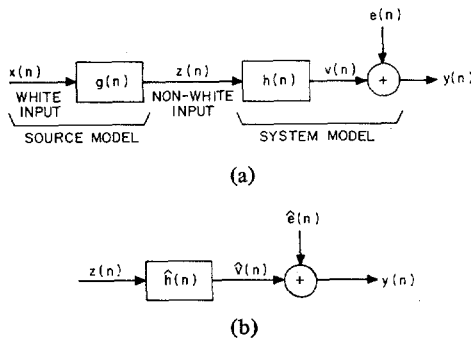 e(n)
x(n) g(n) z(n) h(n) v(n) + y(n)
WHITE INPUT NON-WHITE INPUT
SOURCE MODEL SYSTEM MODEL
(a)
ê(n)
z(n) ĥ(n) v̂(n) + y(n)
(b)